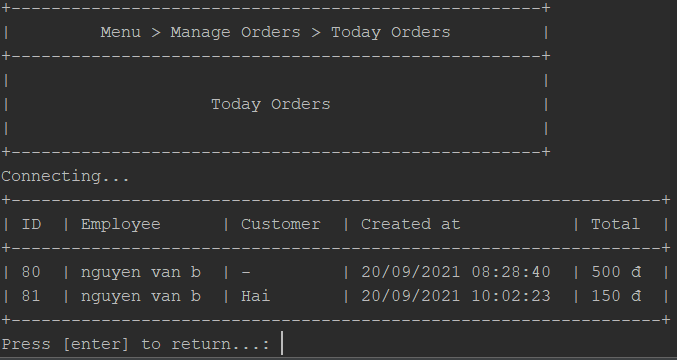 +-----------------------------------------------------+
| Menu > Manage Orders > Today Orders |
+-----------------------------------------------------+
| |
| Today Orders |
| |
+-----------------------------------------------------+
Connecting...
+-----------------------------------------------------------------+
| ID | Employee | Customer | Created at | Total |
+-----------------------------------------------------------------+
| 80 | nguyen van b | - | 20/09/2021 08:28:40 | 500 đ |
| 81 | nguyen van b | Hai | 20/09/2021 10:02:23 | 150 đ |
+-----------------------------------------------------------------+
Press [enter] to return...: